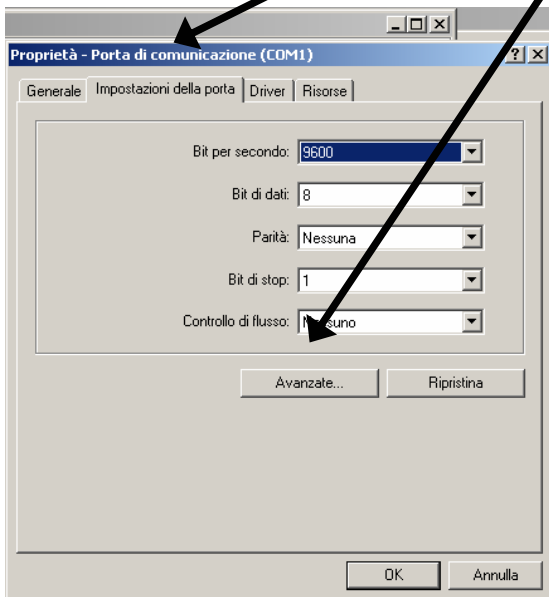 Proprietà - Porta di comunicazione (COM1)
Generale Impostazioni della porta Driver Risorse
Bit per secondo: 9600
Bit di dati: 8
Parità: Nessuna
Bit di stop: 1
Controllo di flusso: Nessuno
Avanzate... Ripristina
OK Annulla